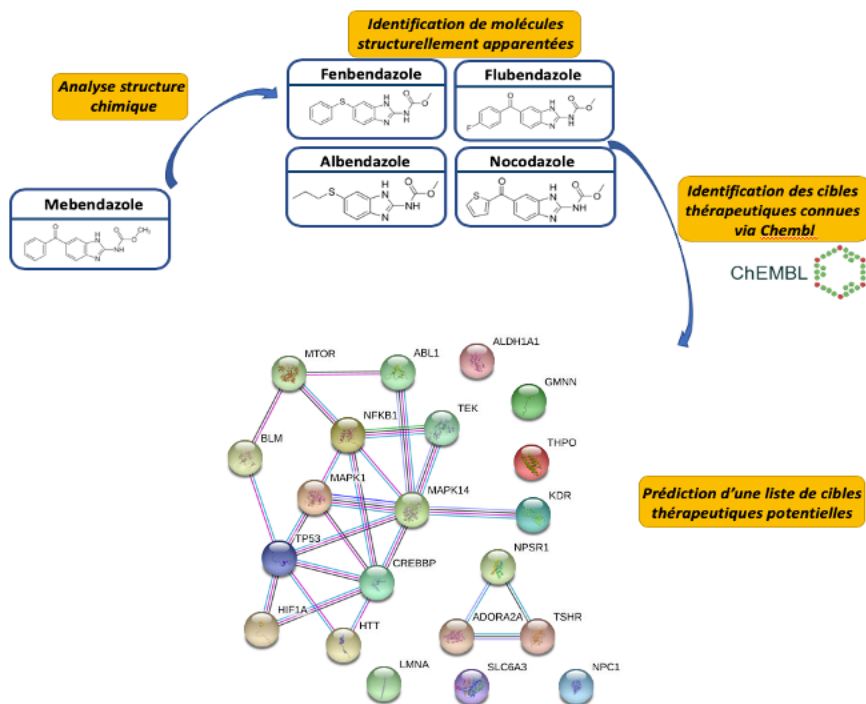 Identification de molécules
structurellement apparentées
Analyse structure
chimique
Fenbendazole
Flubendazole
Albendazole
Nocodazole
Mebendazole
Identification des cibles
thérapeutiques connues
via Chembl
ChEMBL
MTOR
ABL1
ALDH1A1
GMNN
NFKB1
TEK
THPO
BLM
MAPK1
MAPK14
KDR
TP53
CREBBP
NPSR1
HIF1A
HTT
ADORA2A
TSHR
LMNA
SLC6A3
NPC1
Prédiction d'une liste de cibles
thérapeutiques potentielles